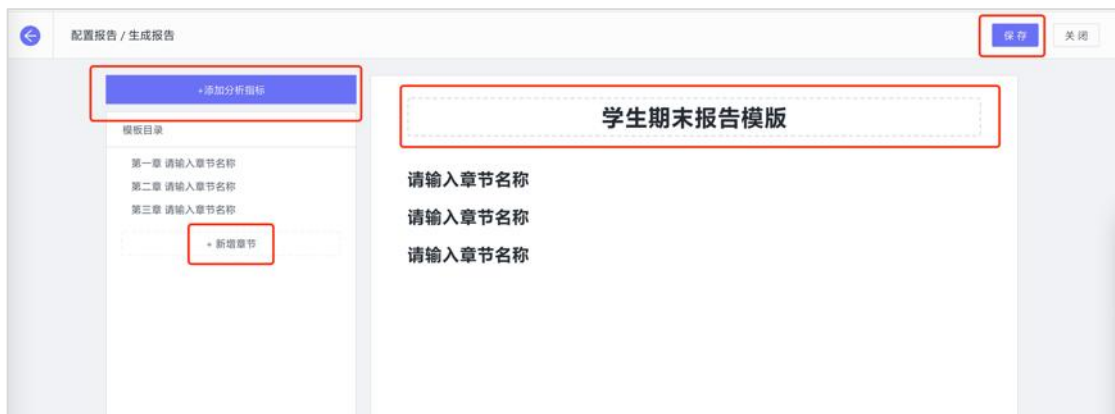 配置报告 / 生成报告
保存
关闭
+添加分析指标
模板目录
第一章 请输入章节名称
第二章 请输入章节名称
第三章 请输入章节名称
+ 新增章节
学生期末报告模版
请输入章节名称
请输入章节名称
请输入章节名称